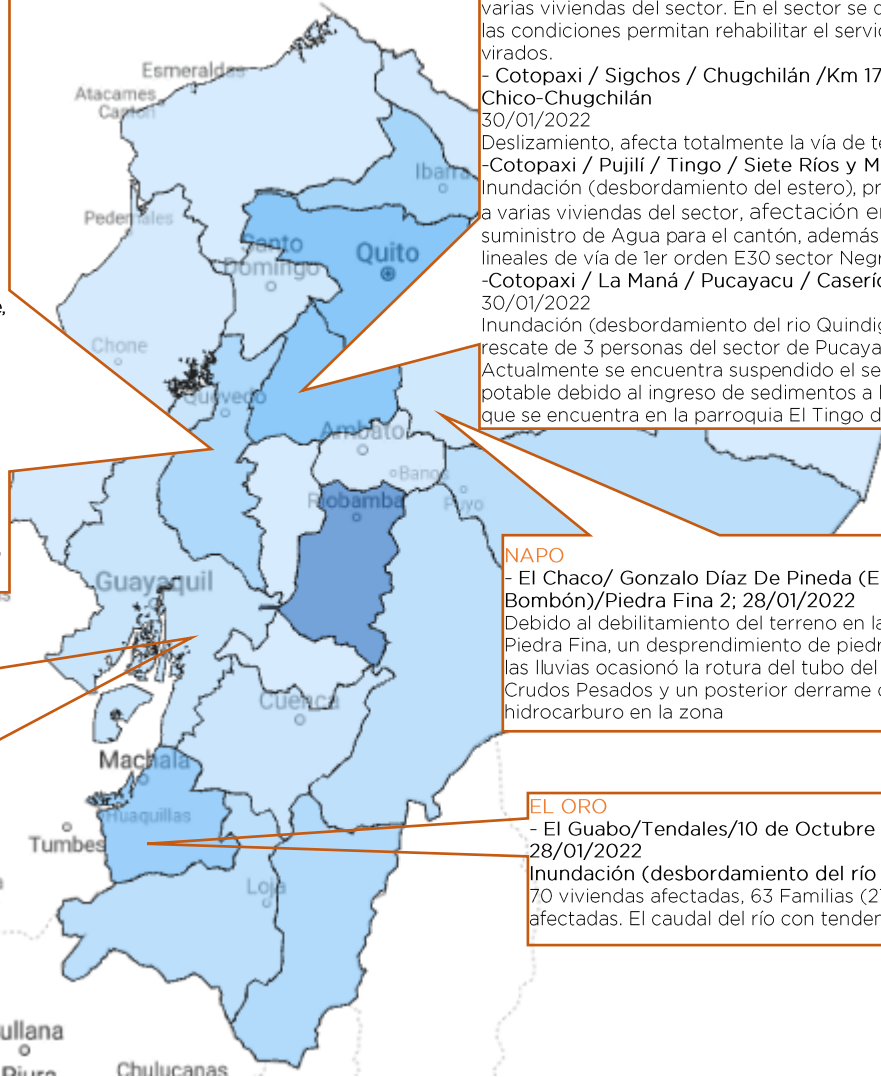 varias viviendas del sector. En el sector se
las condiciones permitan rehabilitar el
virados.
- Cotopaxi / Sigchos / Chugchilán /Km 17
Chico-Chugchilán
30/01/2022
Deslizamiento, afecta totalmente la vía de
-Cotopaxi / Pujilí / Tingo / Siete Ríos y M
Inundación (desbordamiento del estero), pr
a varias viviendas del sector, afectación
suministro de Agua para el cantón, además
lineales de vía de 1er orden E30 sector
-Cotopaxi / La Maná / Pucayacu /
30/01/2022
Inundación (desbordamiento del rio
rescate de 3 personas del sector de
Actualmente se encuentra suspendido el
potable debido al ingreso de sedimentos a
que se encuentra en la parroquia El Tingo
NAPO
- El Chaco/ Gonzalo Díaz De Pineda (E
Bombón)/Piedra Fina 2; 28/01/2022
Debido al debilitamiento del terreno en
Piedra Fina, un desprendimiento de
las lluvias ocasionó la rotura del tubo del
Crudos Pesados y un posterior derrame
hidrocarburo en la zona
EL ORO
- El Guabo/Tendales/10 de Octubre
28/01/2022
Inundación (desbordamiento del río
70 viviendas afectadas, 63 Familias
afectadas. El caudal del río con
Esmeraldas
Atacames
Canton
Ibarra
Pedernales
Santo
Domingo
Quito
Chone
Quevedo
Ambato
Banos
Riobamba
Puyo
Guayaquil
Cuenca
Machala
Huaquillas
Tumbes
Loja
ullana
Piura
Chulucanas